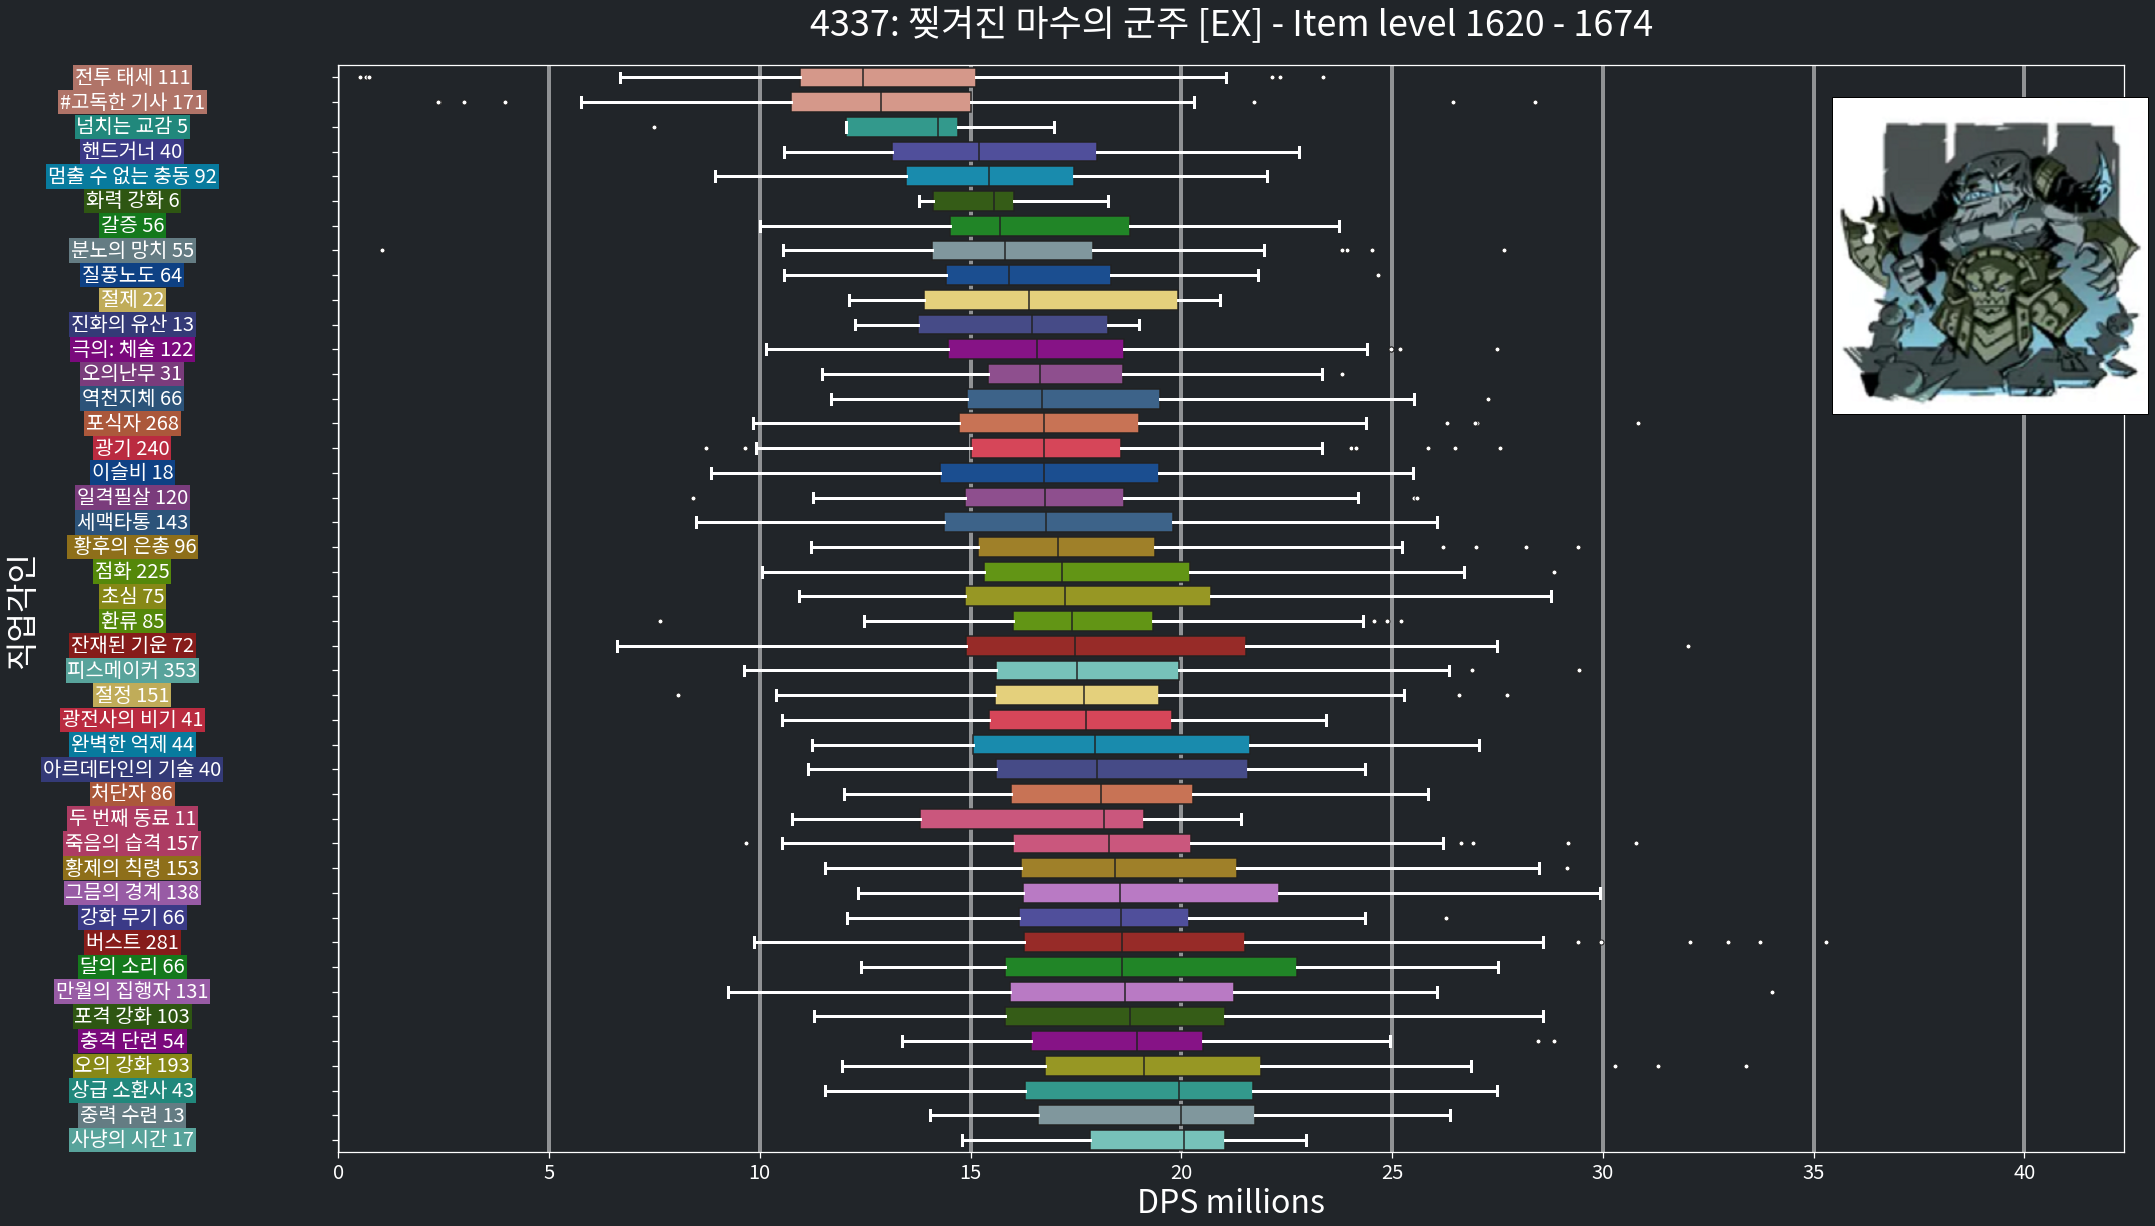 4337: 찢겨진 마수의 군주 [EX] - Item level 1620 - 1674
직업각인
전투 태세 111
#고독한 기사 171
넘치는 교감 5
핸드거너 40
멈출 수 없는 충동 92
화력 강화 6
갈증 56
분노의 망치 55
질풍노도 64
절제 22
진화의 유산 13
극의: 체술 122
오의난무 31
역천지체 66
포식자 268
광기 240
이슬비 18
일격필살 120
세맥타통 143
황후의 은총 96
점화 225
초심 75
환류 85
잔재된 기운 72
피스메이커 353
절정 151
광전사의 비기 41
완벽한 억제 44
아르데타인의 기술 40
처단자 86
두 번째 동료 11
죽음의 습격 157
황제의 칙령 153
그믐의 경계 138
강화 무기 66
버스트 281
달의 소리 66
만월의 집행자 131
포격 강화 103
충격 단련 54
오의 강화 193
상급 소환사 43
중력 수련 13
사냥의 시간 17
0 5 10 15 20 25 30 35 40
DPS millions